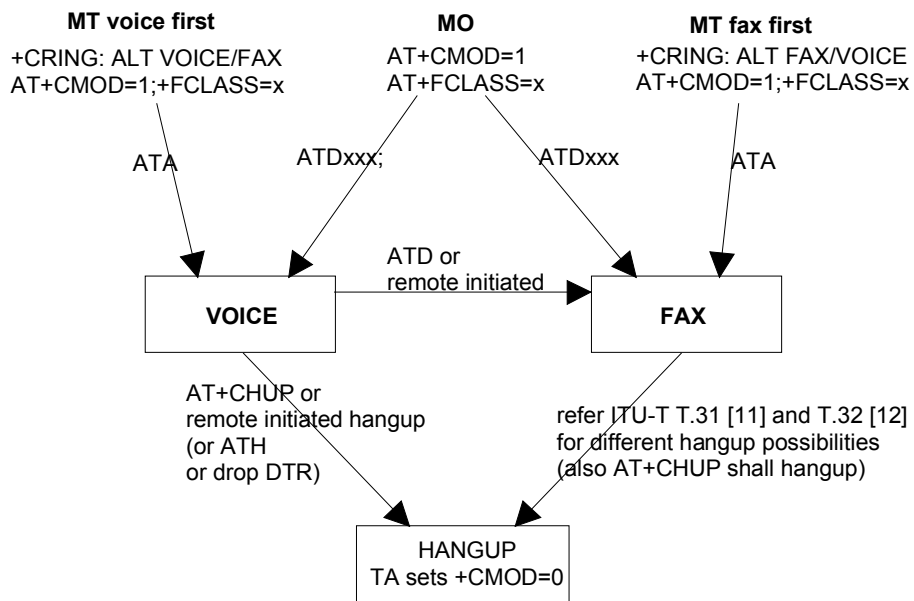 MT voice first
+CRING: ALT VOICE/FAX
AT+CMOD=1;+FCLASS=x
MO
AT+CMOD=1
AT+FCLASS=x
MT fax first
+CRING: ALT FAX/VOICE
AT+CMOD=1;+FCLASS=x
ATA
ATDxxx;
ATDxxx
ATA
ATD or
remote initiated
VOICE
FAX
AT+CHUP or
remote initiated hangup
(or ATH
or drop DTR)
refer ITU-T T.31 [11] and T.32 [12]
for different hangup possibilities
(also AT+CHUP shall hangup)
HANGUP
TA sets +CMOD=0